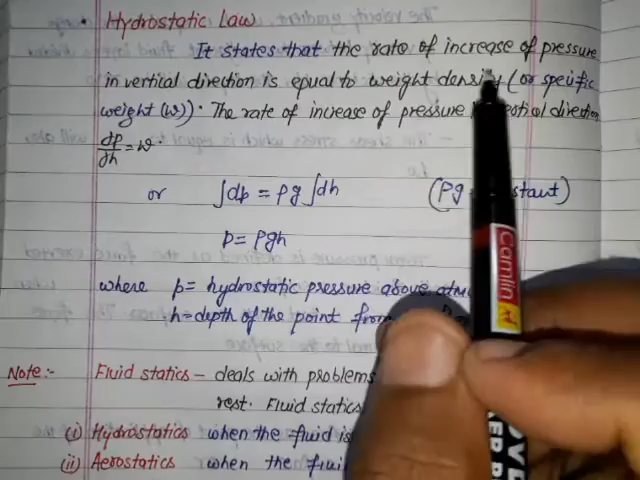 Hydrostatic Law
It states that the rate of increase of pressure
in vertical direction is equal to weight density (or specific
weight (w)). The rate of increase of pressure direction
dp/dh = w.
or ∫dp = ρg∫dh (ρg
p = ρgh
where p = hydrostatic pressure above
h = depth of the point from
Note:- Fluid statics - deals with problems
rest. Fluid statics
(i) Hydrostatics when the fluid is
(ii) Aerostatics when the
Camlin